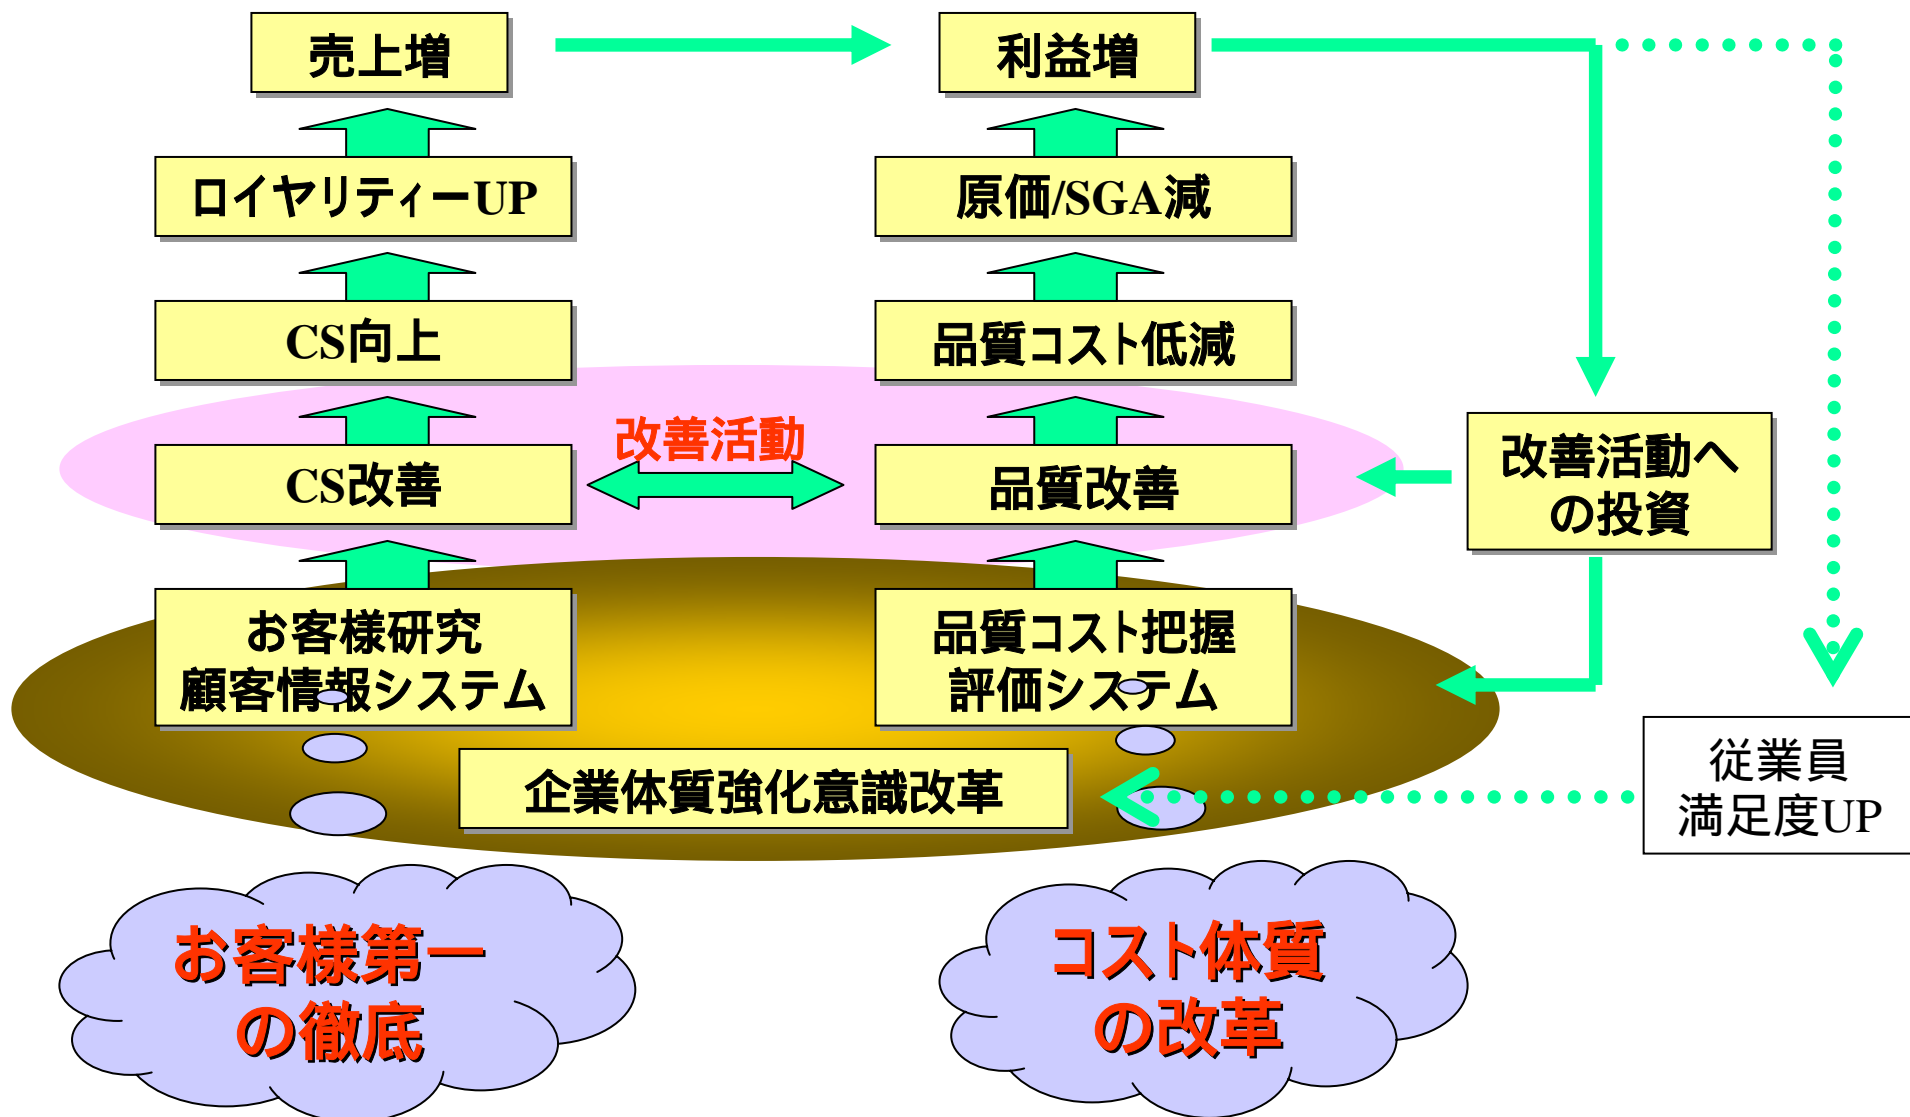 売上増
利益増
ロイヤリティーUP
原価/SGA減
CS向上
品質コスト低減
改善活動
CS改善
品質改善
改善活動へ
の投資
お客様研究
顧客情報システム
品質コスト把握
評価システム
企業体質強化意識改革
従業員
満足度UP
お客様第一
の徹底
コスト体質
の改革